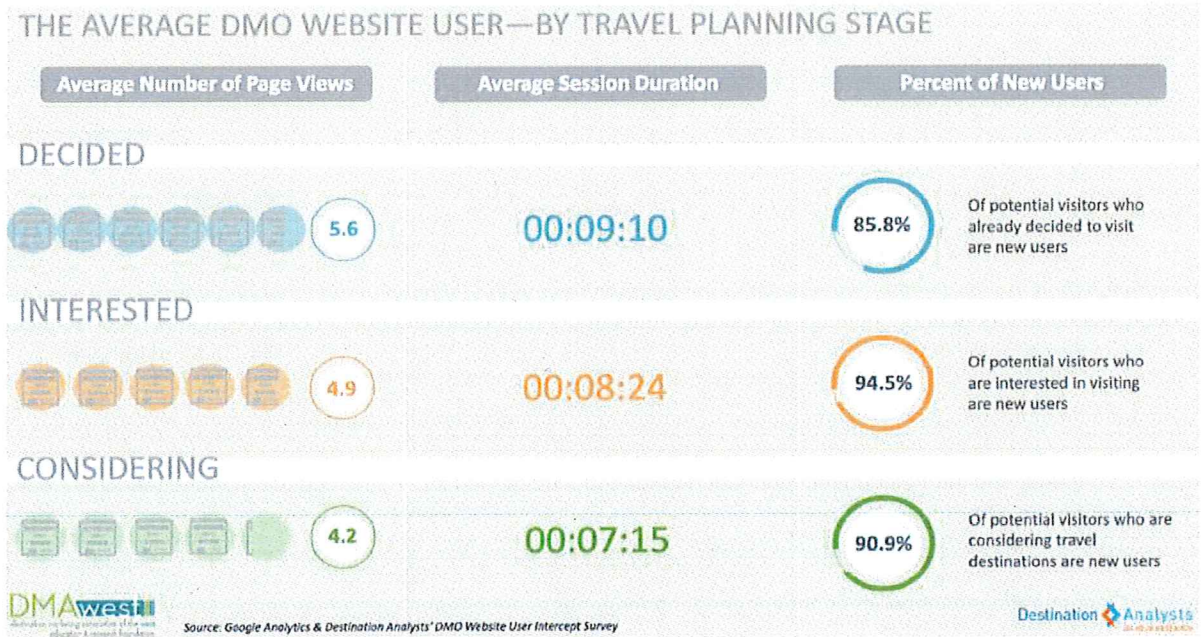 THE AVERAGE DMO WEBSITE USER—BY TRAVEL PLANNING STAGE
Average Number of Page Views
Average Session Duration
Percent of New Users
DECIDED
5.6
00:09:10
85.8%
Of potential visitors who
already decided to visit
are new users
INTERESTED
4.9
00:08:24
94.5%
Of potential visitors who
are interested in visiting
are new users
CONSIDERING
4.2
00:07:15
90.9%
Of potential visitors who are
considering travel
destinations are new users
DMAwest
Source: Google Analytics & Destination Analysts' DMO Website User Intercept Survey
Destination Analysts